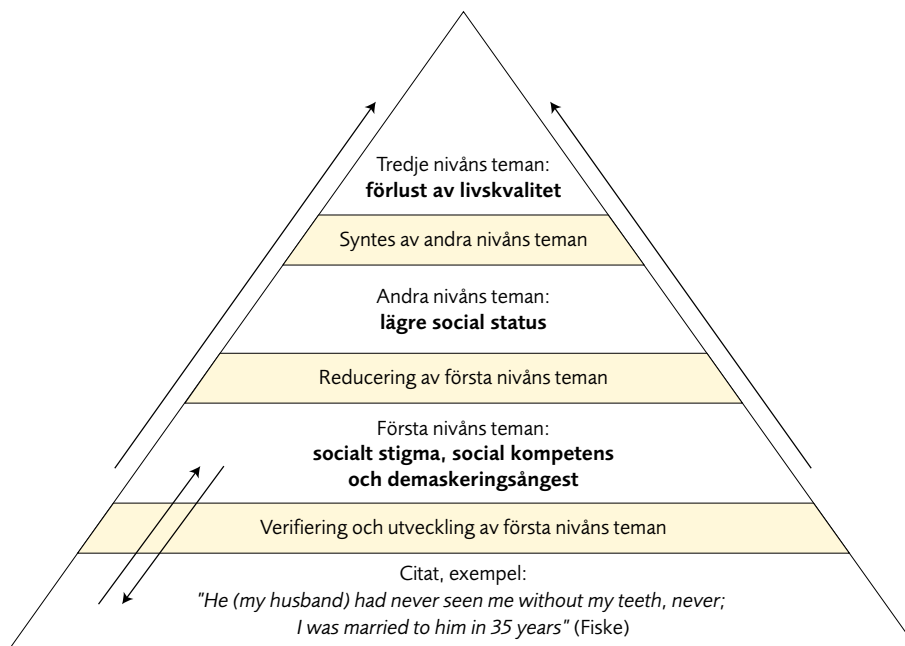 Tredje nivåns teman:
förlust av livskvalitet
Syntes av andra nivåns teman
Andra nivåns teman:
lägre social status
Reducering av första nivåns teman
Första nivåns teman:
socialt stigma, social kompetens
och demaskeringsångest
Verifiering och utveckling av första nivåns teman
Citat, exempel:
"He (my husband) had never seen me without my teeth, never;
I was married to him in 35 years" (Fiske)